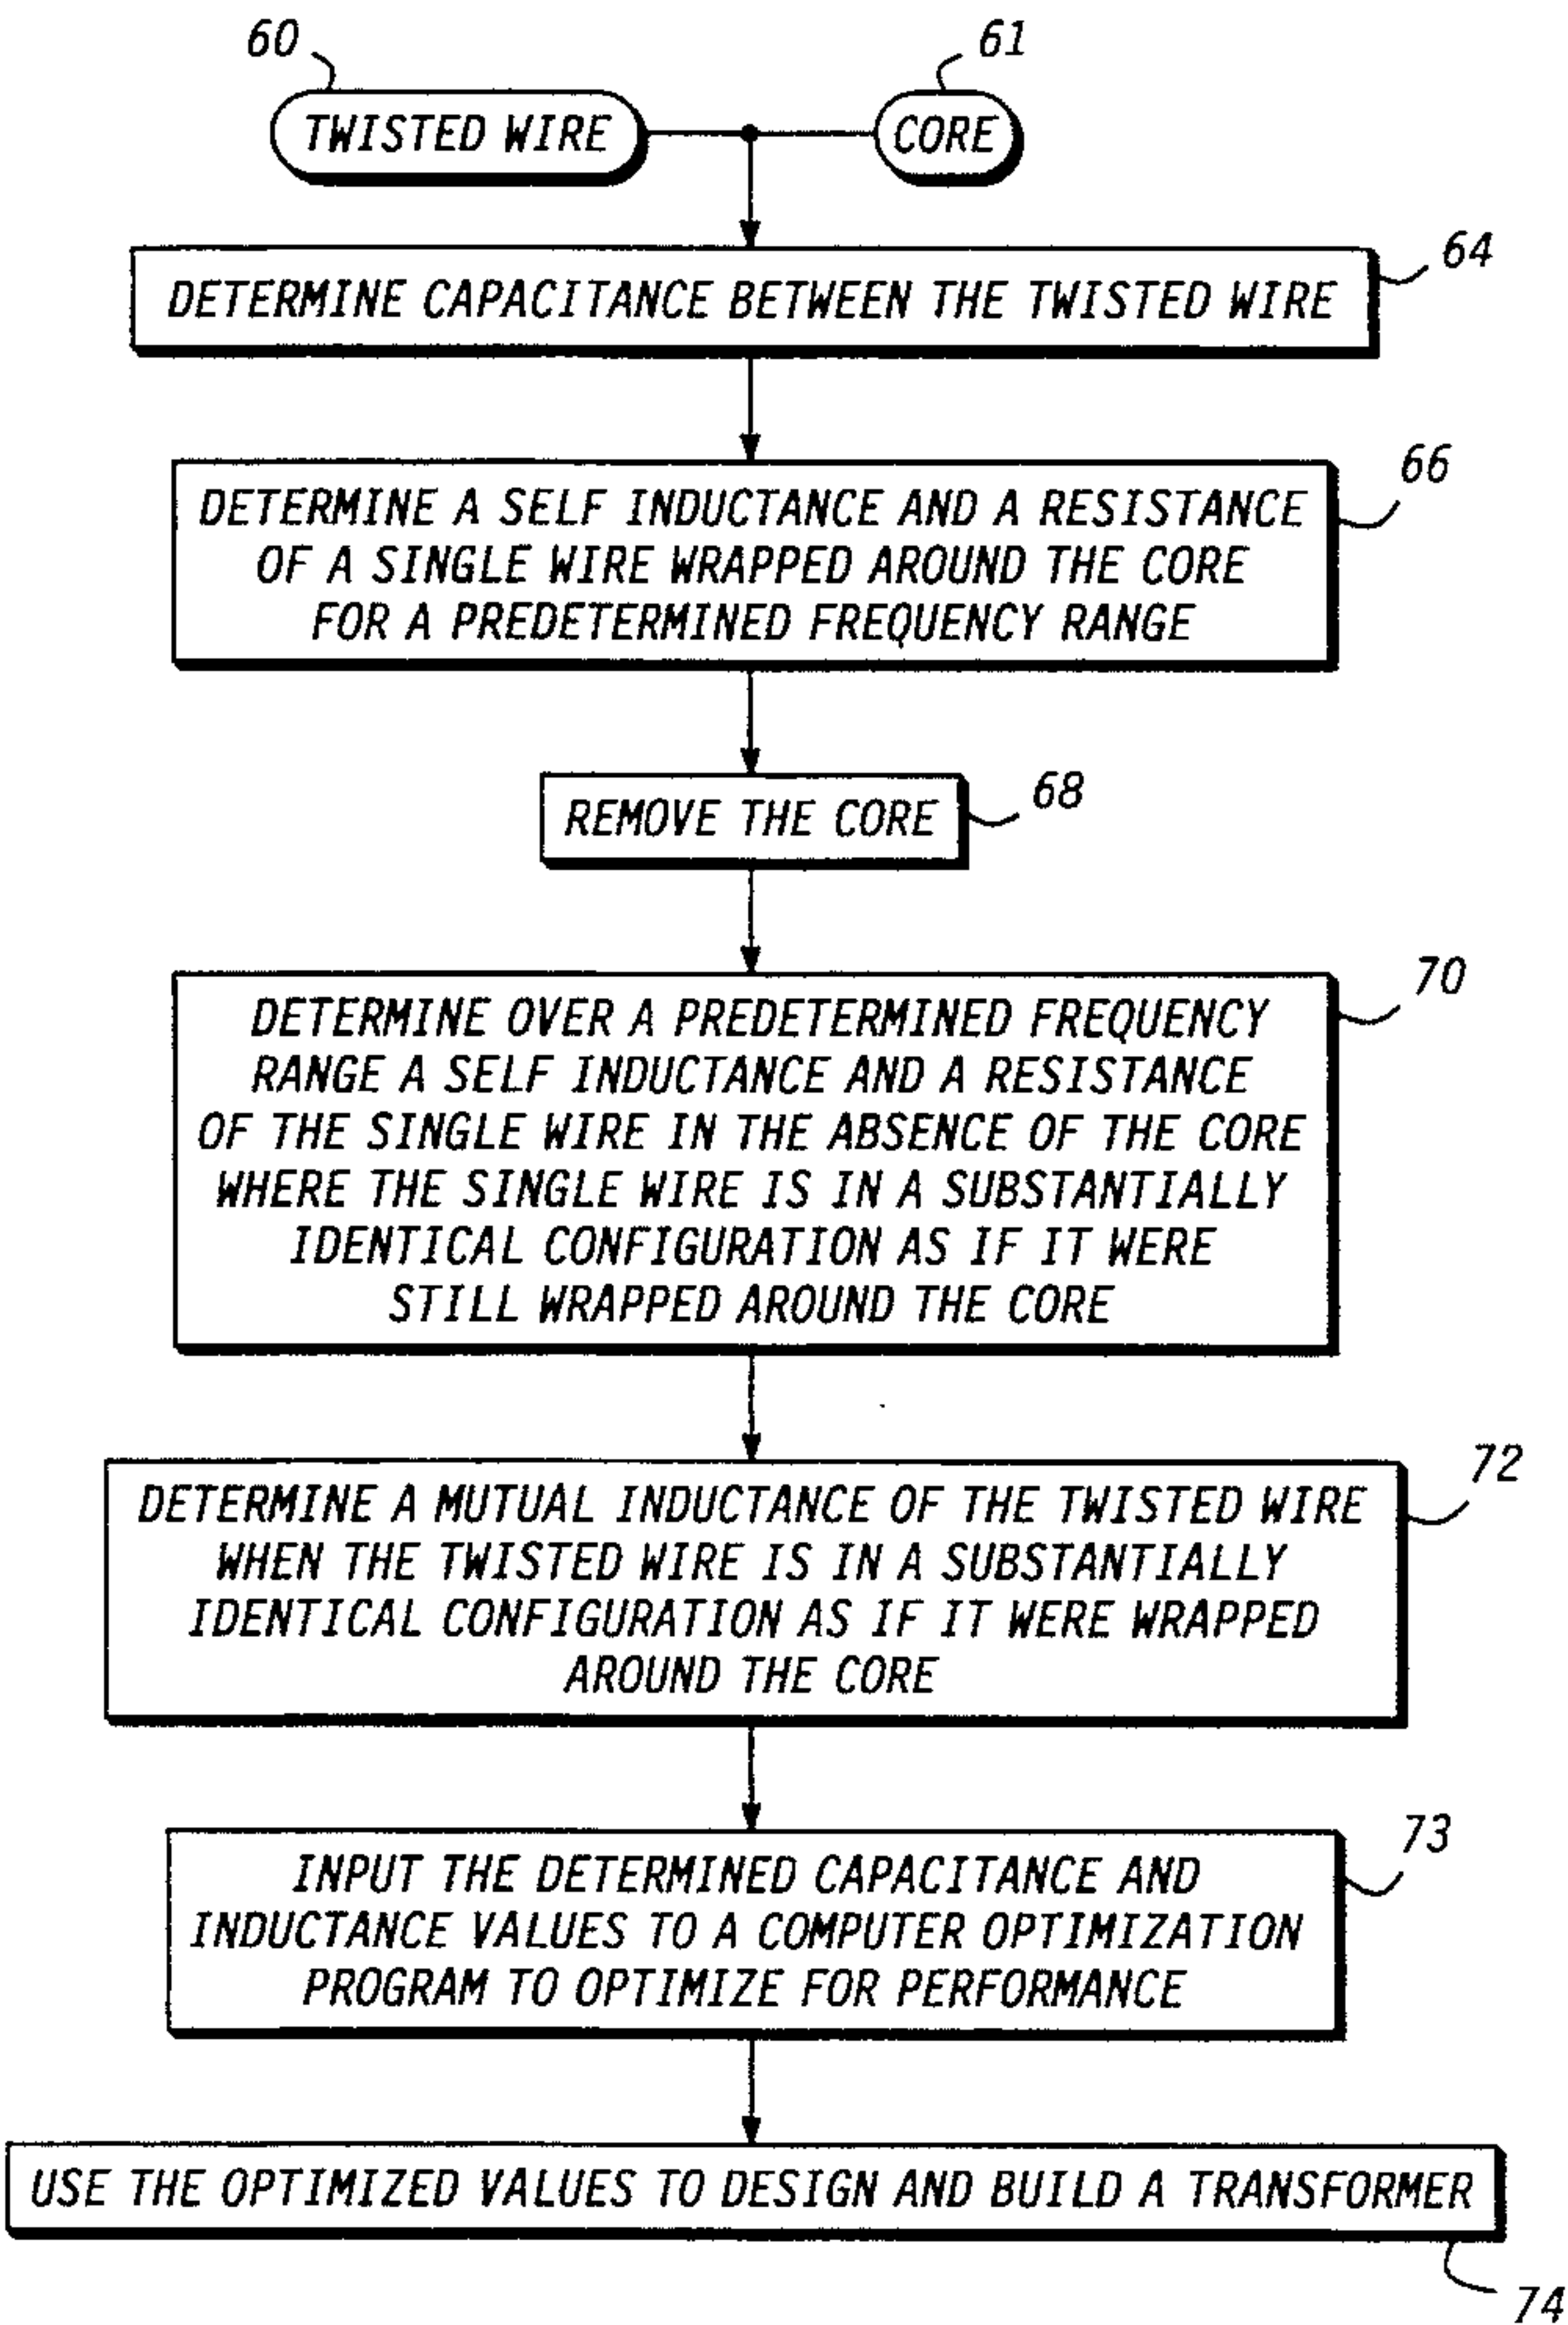 60
61
TWISTED WIRE
CORE
64
DETERMINE CAPACITANCE BETWEEN THE TWISTED WIRE
66
DETERMINE A SELF INDUCTANCE AND A RESISTANCE
OF A SINGLE WIRE WRAPPED AROUND THE CORE
FOR A PREDETERMINED FREQUENCY RANGE
68
REMOVE THE CORE
70
DETERMINE OVER A PREDETERMINED FREQUENCY
RANGE A SELF INDUCTANCE AND A RESISTANCE
OF THE SINGLE WIRE IN THE ABSENCE OF THE CORE
WHERE THE SINGLE WIRE IS IN A SUBSTANTIALLY
IDENTICAL CONFIGURATION AS IF IT WERE
STILL WRAPPED AROUND THE CORE
72
DETERMINE A MUTUAL INDUCTANCE OF THE TWISTED WIRE
WHEN THE TWISTED WIRE IS IN A SUBSTANTIALLY
IDENTICAL CONFIGURATION AS IF IT WERE WRAPPED
AROUND THE CORE
73
INPUT THE DETERMINED CAPACITANCE AND
INDUCTANCE VALUES TO A COMPUTER OPTIMIZATION
PROGRAM TO OPTIMIZE FOR PERFORMANCE
USE THE OPTIMIZED VALUES TO DESIGN AND BUILD A TRANSFORMER
74